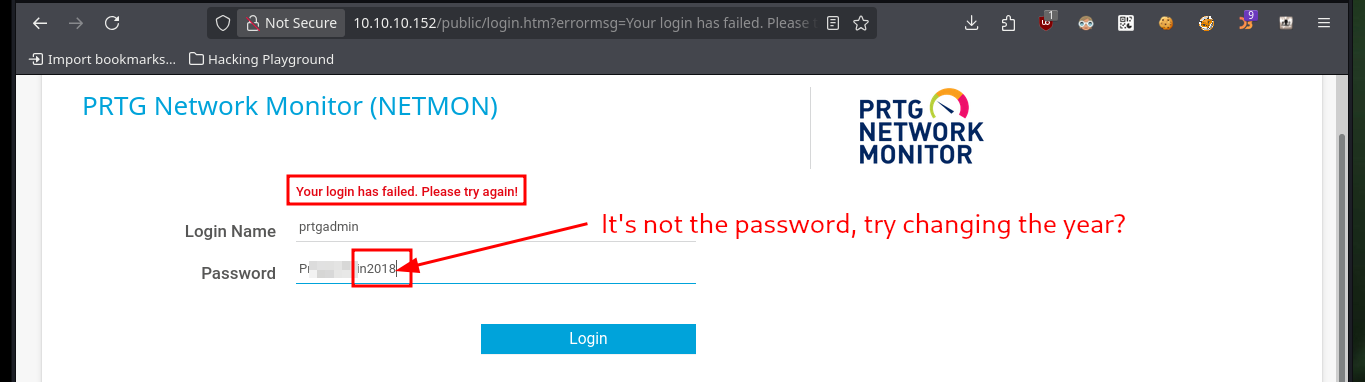 Not Secure 10.10.10.152/public/login.htm?errormsg=Your login has failed. Please
1
9
Import bookmarks... Hacking Playground
PRTG Network Monitor (NETMON)
PRTG
NETWORK
MONITOR
Your login has failed. Please try again!
It's not the password, try changing the year?
Login Name prtgadmin
Password in2018
Login